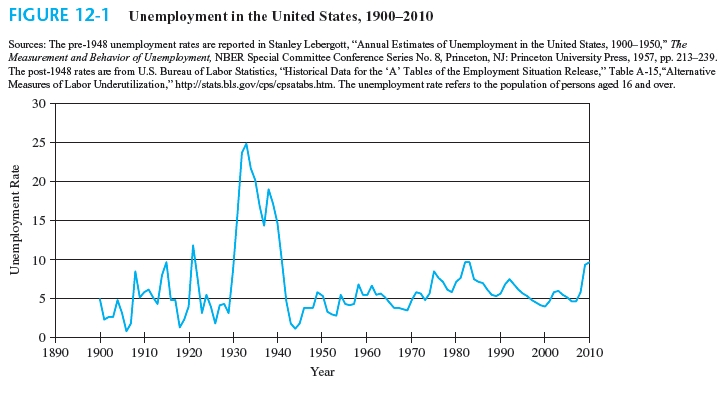 FIGURE 12-1 Unemployment in the United States, 1900–2010
Sources: The pre-1948 unemployment rates are reported in Stanley Lebergott, “Annual Estimates of Unemployment in the United States, 1900–1950,” The
Measurement and Behavior of Unemployment, NBER Special Committee Conference Series No. 8, Princeton, NJ: Princeton University Press, 1957, pp. 213–239.
The post-1948 rates are from U.S. Bureau of Labor Statistics, “Historical Data for the ‘A’ Tables of the Employment Situation Release,” Table A-15,“Alternative
Measures of Labor Underutilization,” http://stats.bls.gov/cps/cpsatabs.htm. The unemployment rate refers to the population of persons aged 16 and over.
30
25
20
15
10
5
0
Unemployment Rate
1890 1900 1910 1920 1930 1940 1950 1960 1970 1980 1990 2000 2010
Year